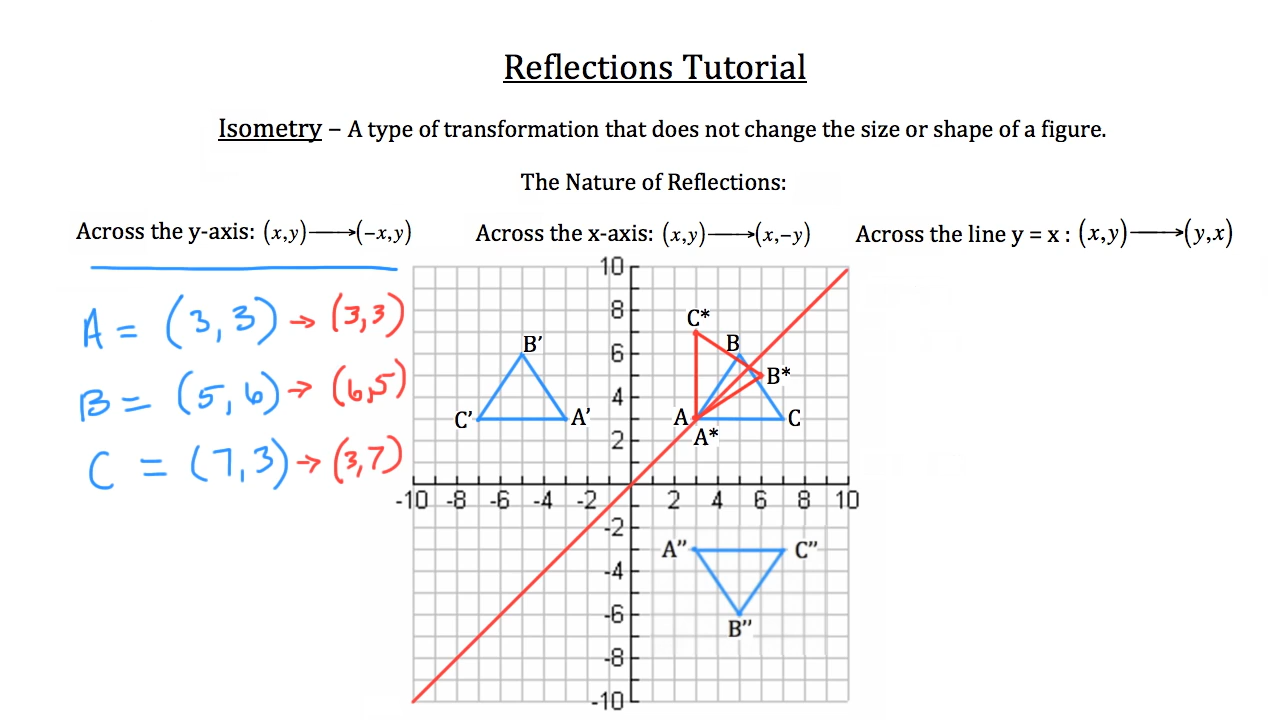 Reflections Tutorial
Isometry – A type of transformation that does not change the size or shape of a figure.
The Nature of Reflections:
Across the y-axis: (x,y)⟶(−x,y)
Across the x-axis: (x,y)⟶(x,−y)
Across the line y = x : (x,y)⟶(y,x)
A = (3,3) → (3,3)
B = (5,6) → (6,5)
C = (7,3) → (3,7)
10
8
C*
B′
6
B
B*
4
C′
A′
A
C
2
A*
-10 -8 -6 -4 -2 2 4 6 8 10
-2
A″
C″
-4
-6
B″
-8
-10